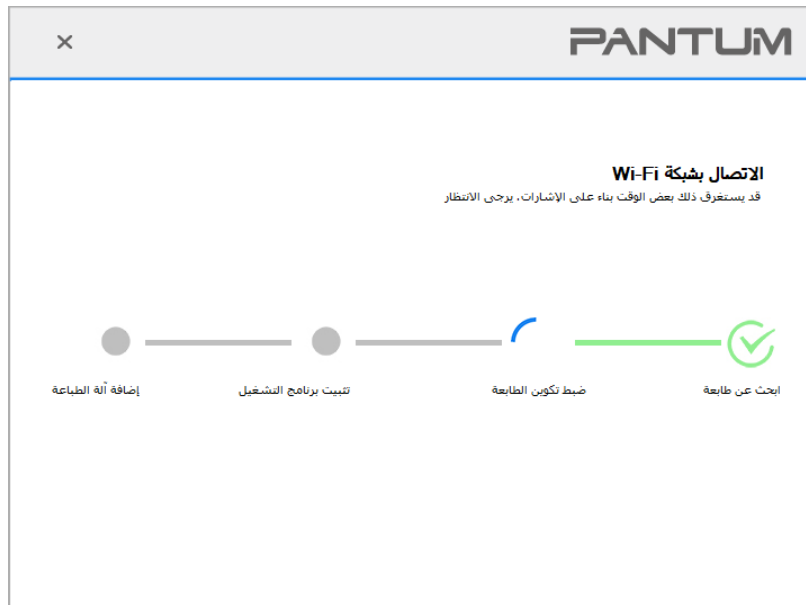 PANTUM
الاتصال بشبكة Wi-Fi
قد يستغرق ذلك بعض الوقت بناء على الإشارات، يرجى الانتظار
ابحث عن طابعة
ضبط تكوين الطابعة
تثبيت برنامج التشغيل
إضافة آلة الطباعة